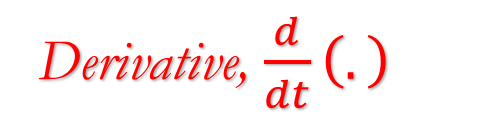 Derivative, d/dt (.)